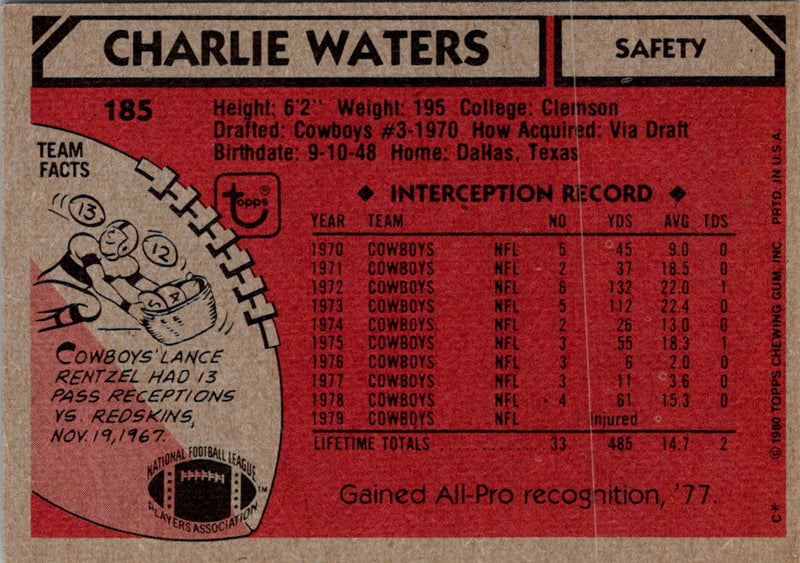 CHARLIE WATERS
SAFETY
185
Height: 6'2" Weight: 195 College: Clemson
Drafted: Cowboys #3-1970 How Acquired: Via Draft
Birthdate: 9-10-48 Home: Dallas, Texas
TEAM
FACTS
13
12
5 4
topps ®
◆ INTERCEPTION RECORD ◆
YEAR TEAM NO YDS AVG TDS
1970 COWBOYS NFL 5 45 9.0 0
1971 COWBOYS NFL 2 37 18.5 0
1972 COWBOYS NFL 6 132 22.0 1
1973 COWBOYS NFL 5 112 22.4 0
1974 COWBOYS NFL 2 26 13.0 0
1975 COWBOYS NFL 3 55 18.3 1
1976 COWBOYS NFL 3 6 2.0 0
1977 COWBOYS NFL 3 11 3.6 0
1978 COWBOYS NFL 4 61 15.3 0
1979 COWBOYS NFL Injured
LIFETIME TOTALS 33 485 14.7 2
Gained All-Pro recognition, '77.
COWBOYS' LANCE
RENTZEL HAD 13
PASS RECEPTIONS
VS. REDSKINS,
NOV. 19, 1967.
NATIONAL FOOTBALL LEAGUE
PLAYERS ASSOCIATION
TM
C* © 1980 TOPPS CHEWING GUM, INC. PRTD. IN U.S.A.